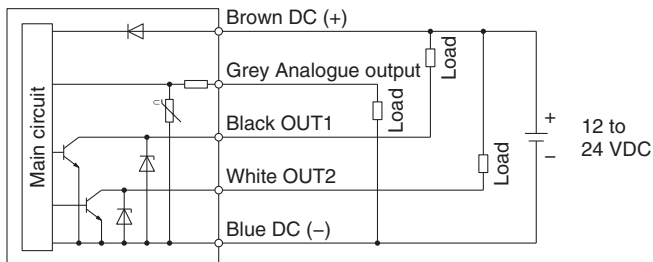 Brown DC (+)
Grey Analogue output
Black OUT1
White OUT2
Blue DC (−)
Main circuit
Load
Load
Load
+
−
12 to
24 VDC